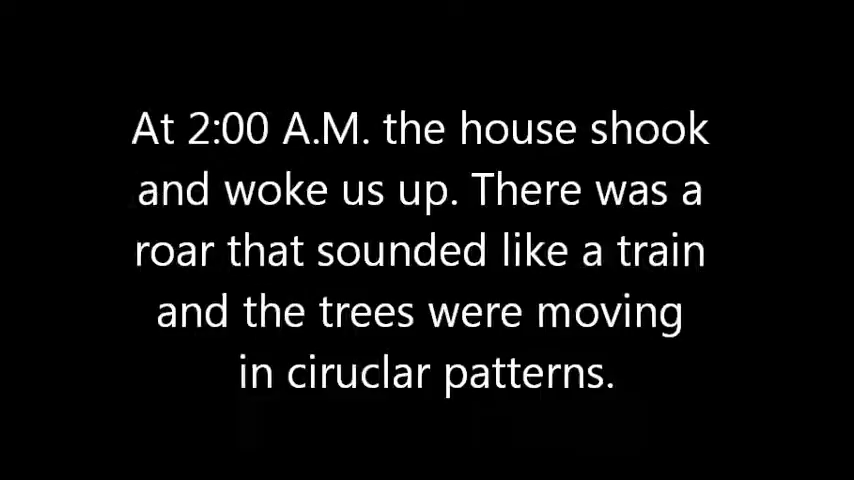 At 2:00 A.M. the house shook
and woke us up. There was a
roar that sounded like a train
and the trees were moving
in ciruclar patterns.